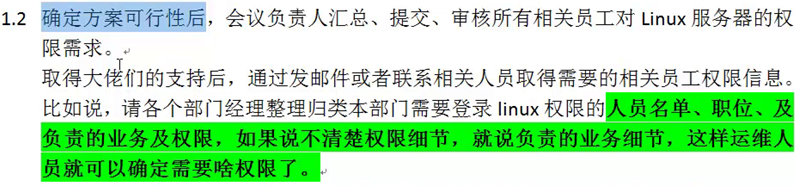 1.2 确定方案可行性后，会议负责人汇总、提交、审核所有相关员工对 Linux 服务器的权
限需求。
取得大佬们的支持后，通过发邮件或者联系相关人员取得需要的相关员工权限信息。
比如说，请各个部门经理整理归类本部门需要登录 linux 权限的人员名单、职位、及
负责的业务及权限，如果说不清楚权限细节，就说负责的业务细节，这样运维人
员就可以确定需要啥权限了。